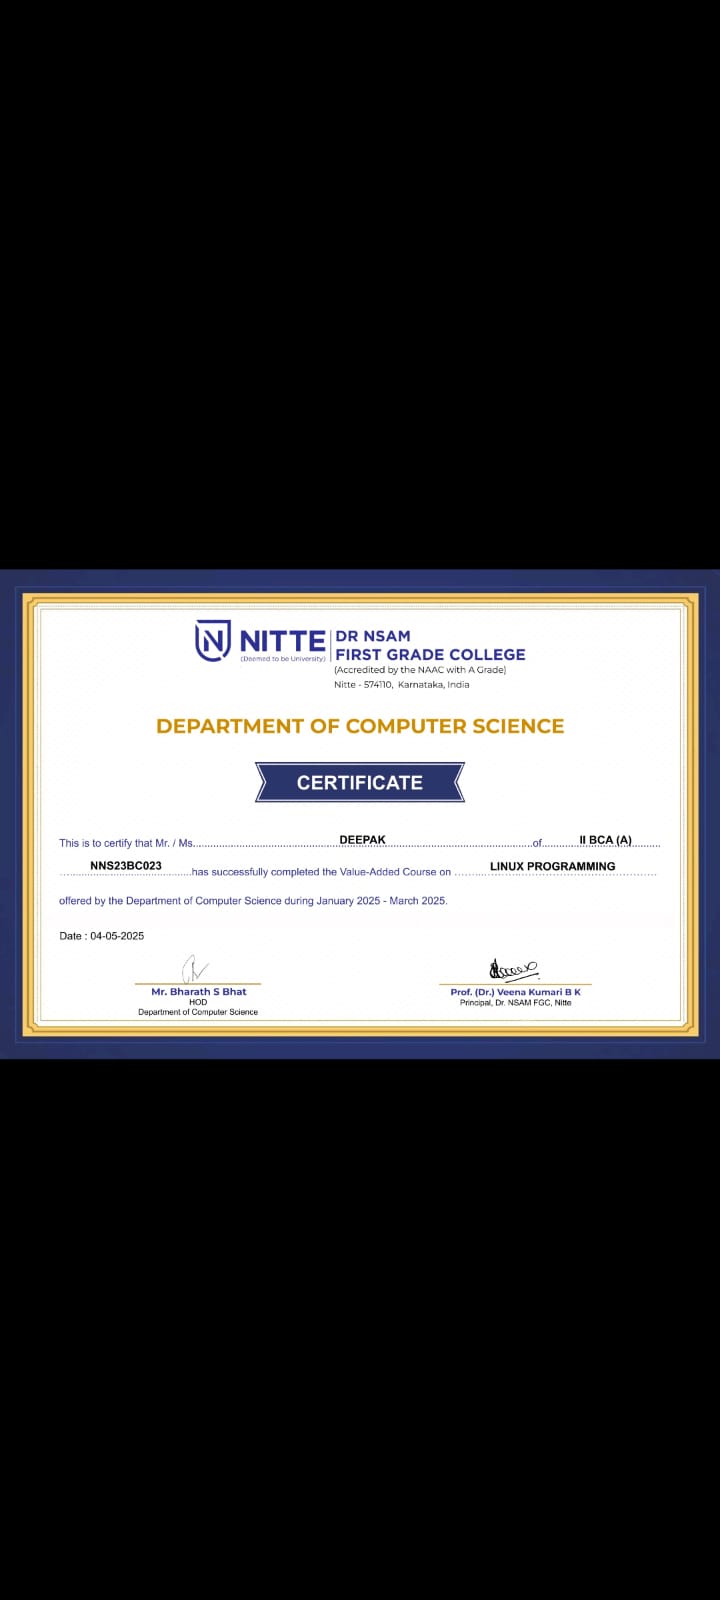 NITTE
(Deemed to be University)
DR NSAM
FIRST GRADE COLLEGE
(Accredited by the NAAC with A Grade)
Nitte - 574110, Karnataka, India
DEPARTMENT OF COMPUTER SCIENCE
CERTIFICATE
This is to certify that Mr. / Ms. DEEPAK of II BCA (A)
NNS23BC023 has successfully completed the Value-Added Course on LINUX PROGRAMMING
offered by the Department of Computer Science during January 2025 - March 2025.
Date : 04-05-2025
Mr. Bharath S Bhat
HOD
Department of Computer Science
Prof. (Dr.) Veena Kumari B K
Principal, Dr. NSAM FGC, Nitte